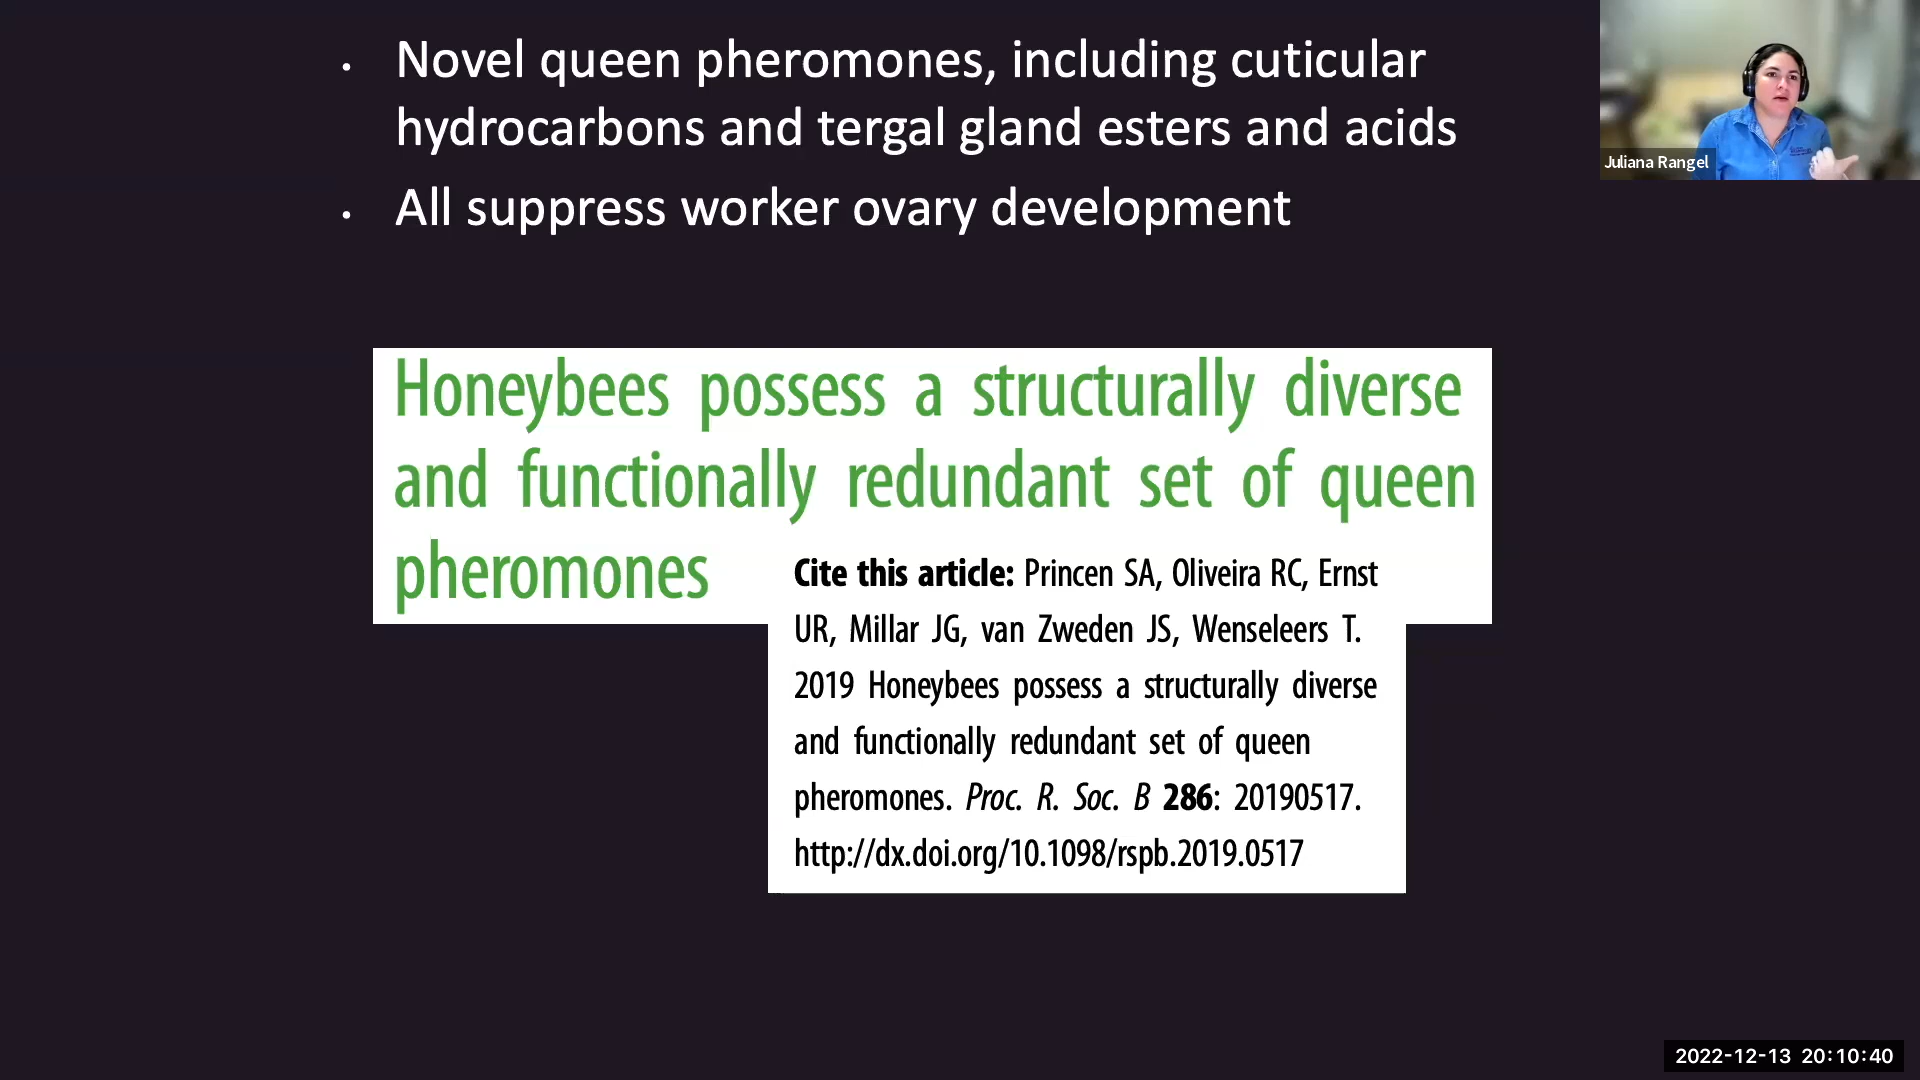 • Novel queen pheromones, including cuticular
hydrocarbons and tergal gland esters and acids
• All suppress worker ovary development
Juliana Rangel
Honeybees possess a structurally diverse
and functionally redundant set of queen
pheromones
Cite this article: Princen SA, Oliveira RC, Ernst
UR, Millar JG, van Zweden JS, Wenseleers T.
2019 Honeybees possess a structurally diverse
and functionally redundant set of queen
pheromones. Proc. R. Soc. B 286: 20190517.
http://dx.doi.org/10.1098/rspb.2019.0517
2022-12-13 20:10:40